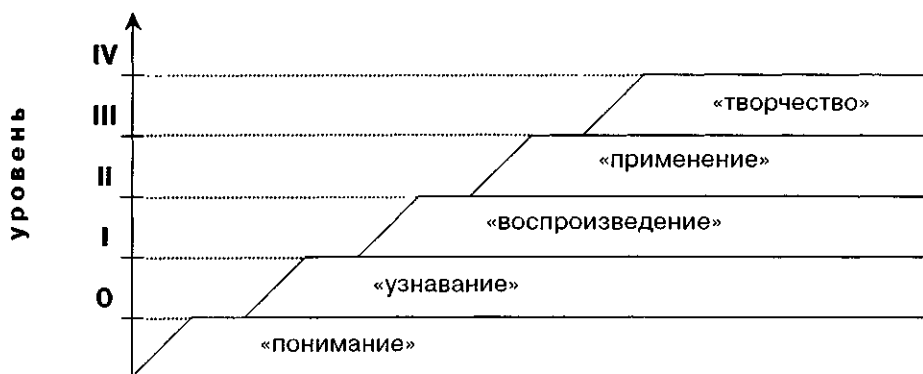 IV
«творчество»
III
«применение»
II
«воспроизведение»
I
«узнавание»
0
«понимание»
уровень